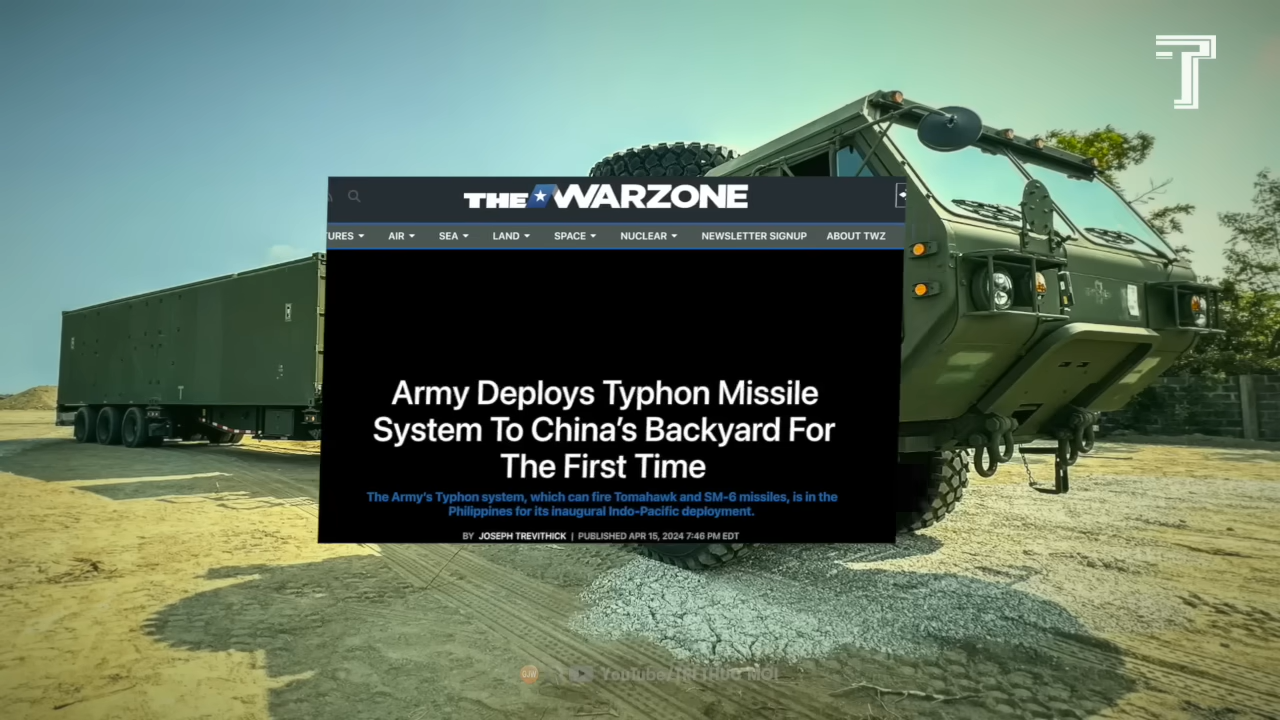 THE WARZONE
URES AIR SEA LAND SPACE NUCLEAR NEWSLETTER SIGNUP ABOUT TWZ
Army Deploys Typhon Missile
System To China's Backyard For
The First Time
The Army's Typhon system, which can fire Tomahawk and SM-6 missiles, is in the
Philippines for its inaugural Indo-Pacific deployment.
BY JOSEPH TREVITHICK | PUBLISHED APR 15, 2024 7:46 PM EDT